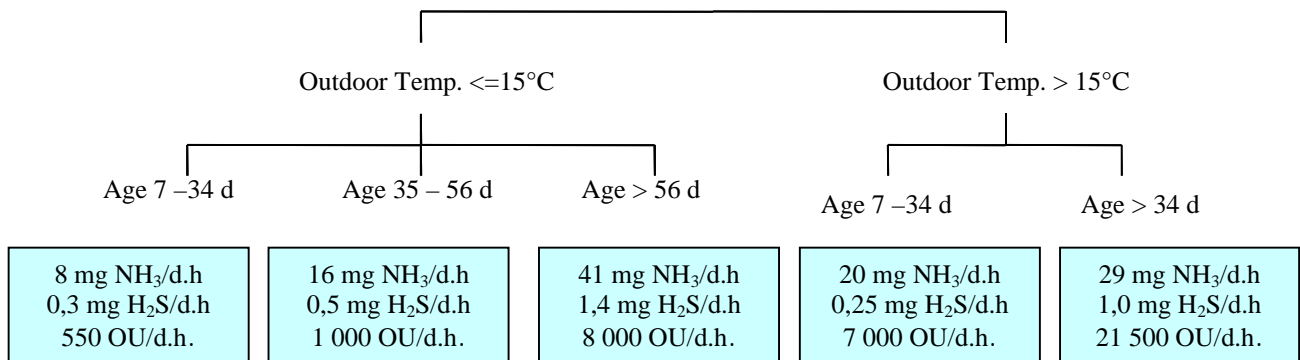 Outdoor Temp. <=15°C
Outdoor Temp. > 15°C
Age 7 –34 d
Age 35 – 56 d
Age > 56 d
Age 7 –34 d
Age > 34 d
8 mg NH₃/d.h
0,3 mg H₂S/d.h
550 OU/d.h.
16 mg NH₃/d.h
0,5 mg H₂S/d.h
1 000 OU/d.h.
41 mg NH₃/d.h
1,4 mg H₂S/d.h
8 000 OU/d.h.
20 mg NH₃/d.h
0,25 mg H₂S/d.h
7 000 OU/d.h.
29 mg NH₃/d.h
1,0 mg H₂S/d.h
21 500 OU/d.h.